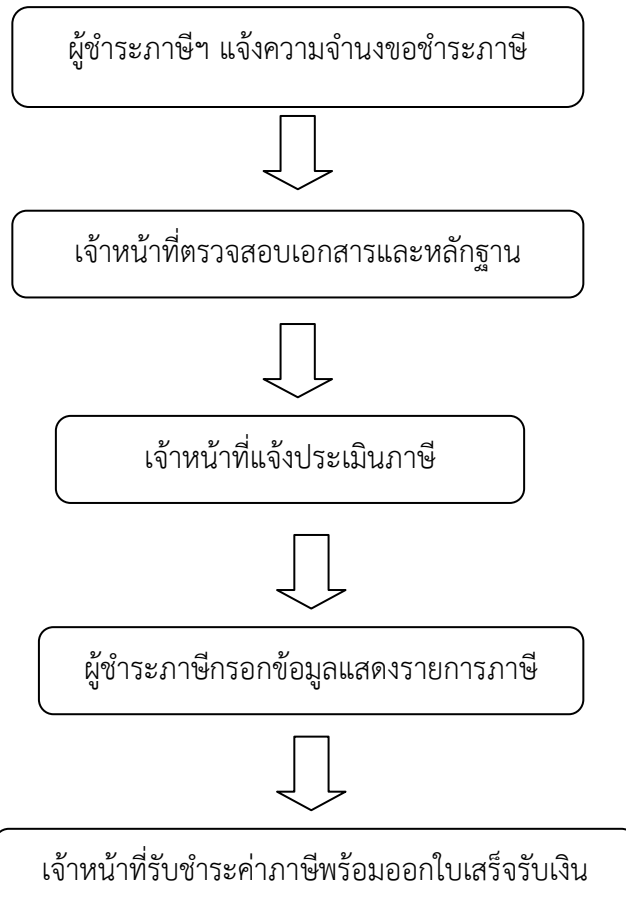 ผู้ชำระภาษีฯ แจ้งความจำนงขอชำระภาษี
เจ้าหน้าที่ตรวจสอบเอกสารและหลักฐาน
เจ้าหน้าที่แจ้งประเมินภาษี
ผู้ชำระภาษีกรอกข้อมูลแสดงรายการภาษี
เจ้าหน้าที่รับชำระค่าภาษีพร้อมออกใบเสร็จรับเงิน